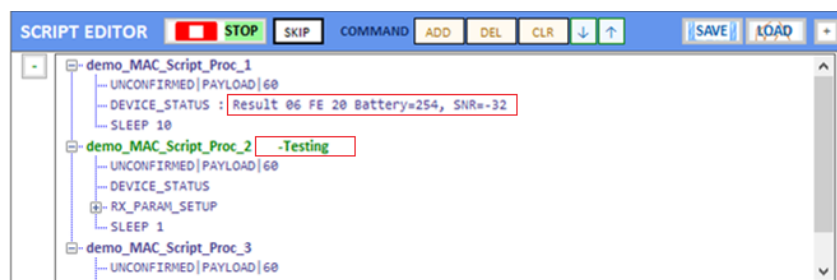 SCRIPT EDITOR STOP SKIP COMMAND ADD DEL CLR ↓ ↑ SAVE LOAD +
- demo_MAC_Script_Proc_1
UNCONFIRMED|PAYLOAD|60
DEVICE_STATUS : Result 06 FE 20 Battery=254, SNR=-32
SLEEP 10
demo_MAC_Script_Proc_2 -Testing
UNCONFIRMED|PAYLOAD|60
DEVICE_STATUS
RX_PARAM_SETUP
SLEEP 1
demo_MAC_Script_Proc_3
UNCONFIRMED|PAYLOAD|60